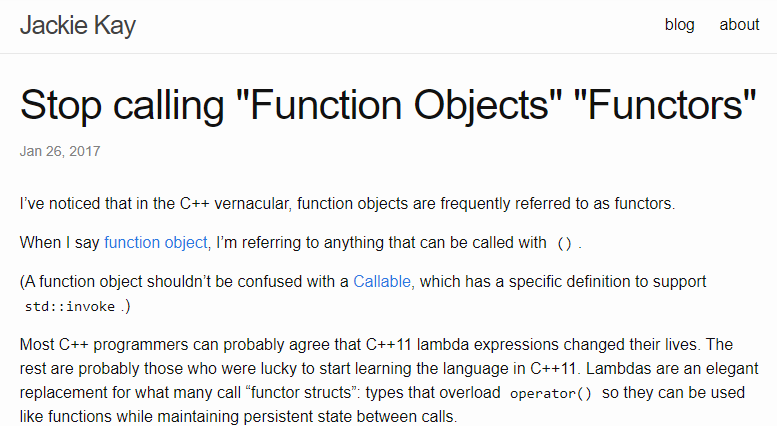 Jackie Kay
blog about
Stop calling "Function Objects" "Functors"
Jan 26, 2017
I’ve noticed that in the C++ vernacular, function objects are frequently referred to as functors.
When I say function object, I’m referring to anything that can be called with () .
(A function object shouldn’t be confused with a Callable, which has a specific definition to support
std::invoke .)
Most C++ programmers can probably agree that C++11 lambda expressions changed their lives. The
rest are probably those who were lucky to start learning the language in C++11. Lambdas are an elegant
replacement for what many call “functor structs”: types that overload operator() so they can be used
like functions while maintaining persistent state between calls.